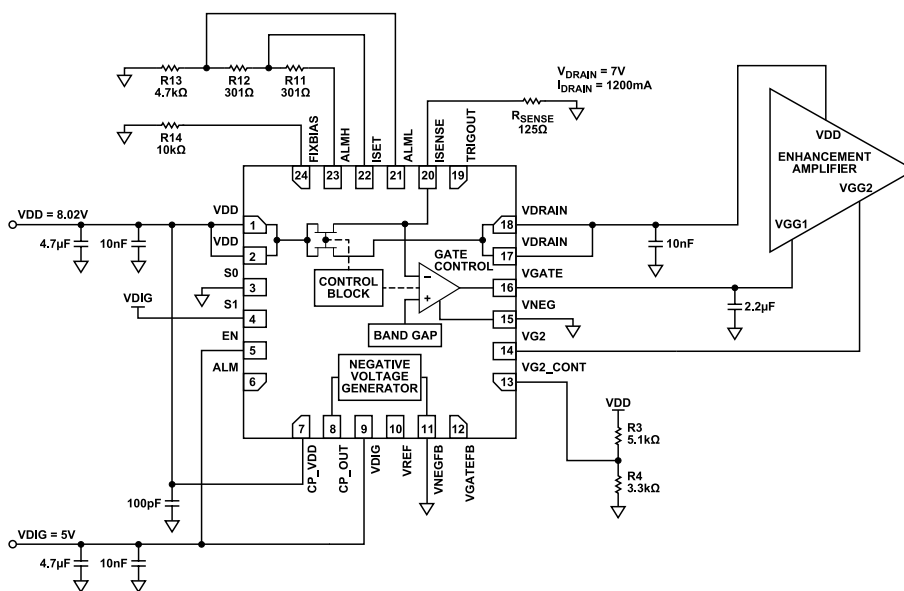 R13
4.7kΩ
R12
301Ω
R11
301Ω
R14
10kΩ
VDRAIN = 7V
IDRAIN = 1200mA
RSENSE
125Ω
FIXBIAS
ALMH
ISET
ALML
ISENSE
TRIGOUT
24
23
22
21
20
19
VDD
ENHANCEMENT
AMPLIFIER
VGG2
VGG1
VDD = 8.02V
4.7µF
10nF
VDD
1
VDD
2
S0
3
S1
VDIG
4
EN
5
ALM
6
CONTROL
BLOCK
BAND GAP
GATE
CONTROL
–
+
NEGATIVE
VOLTAGE
GENERATOR
VDRAIN
18
VDRAIN
17
VGATE
16
VNEG
15
VG2
14
VG2_CONT
13
10nF
2.2µF
VDD
R3
5.1kΩ
R4
3.3kΩ
7
8
9
10
11
12
CP_VDD
CP_OUT
VDIG
VREF
VNEGFB
VGATEFB
100pF
VDIG = 5V
4.7µF
10nF